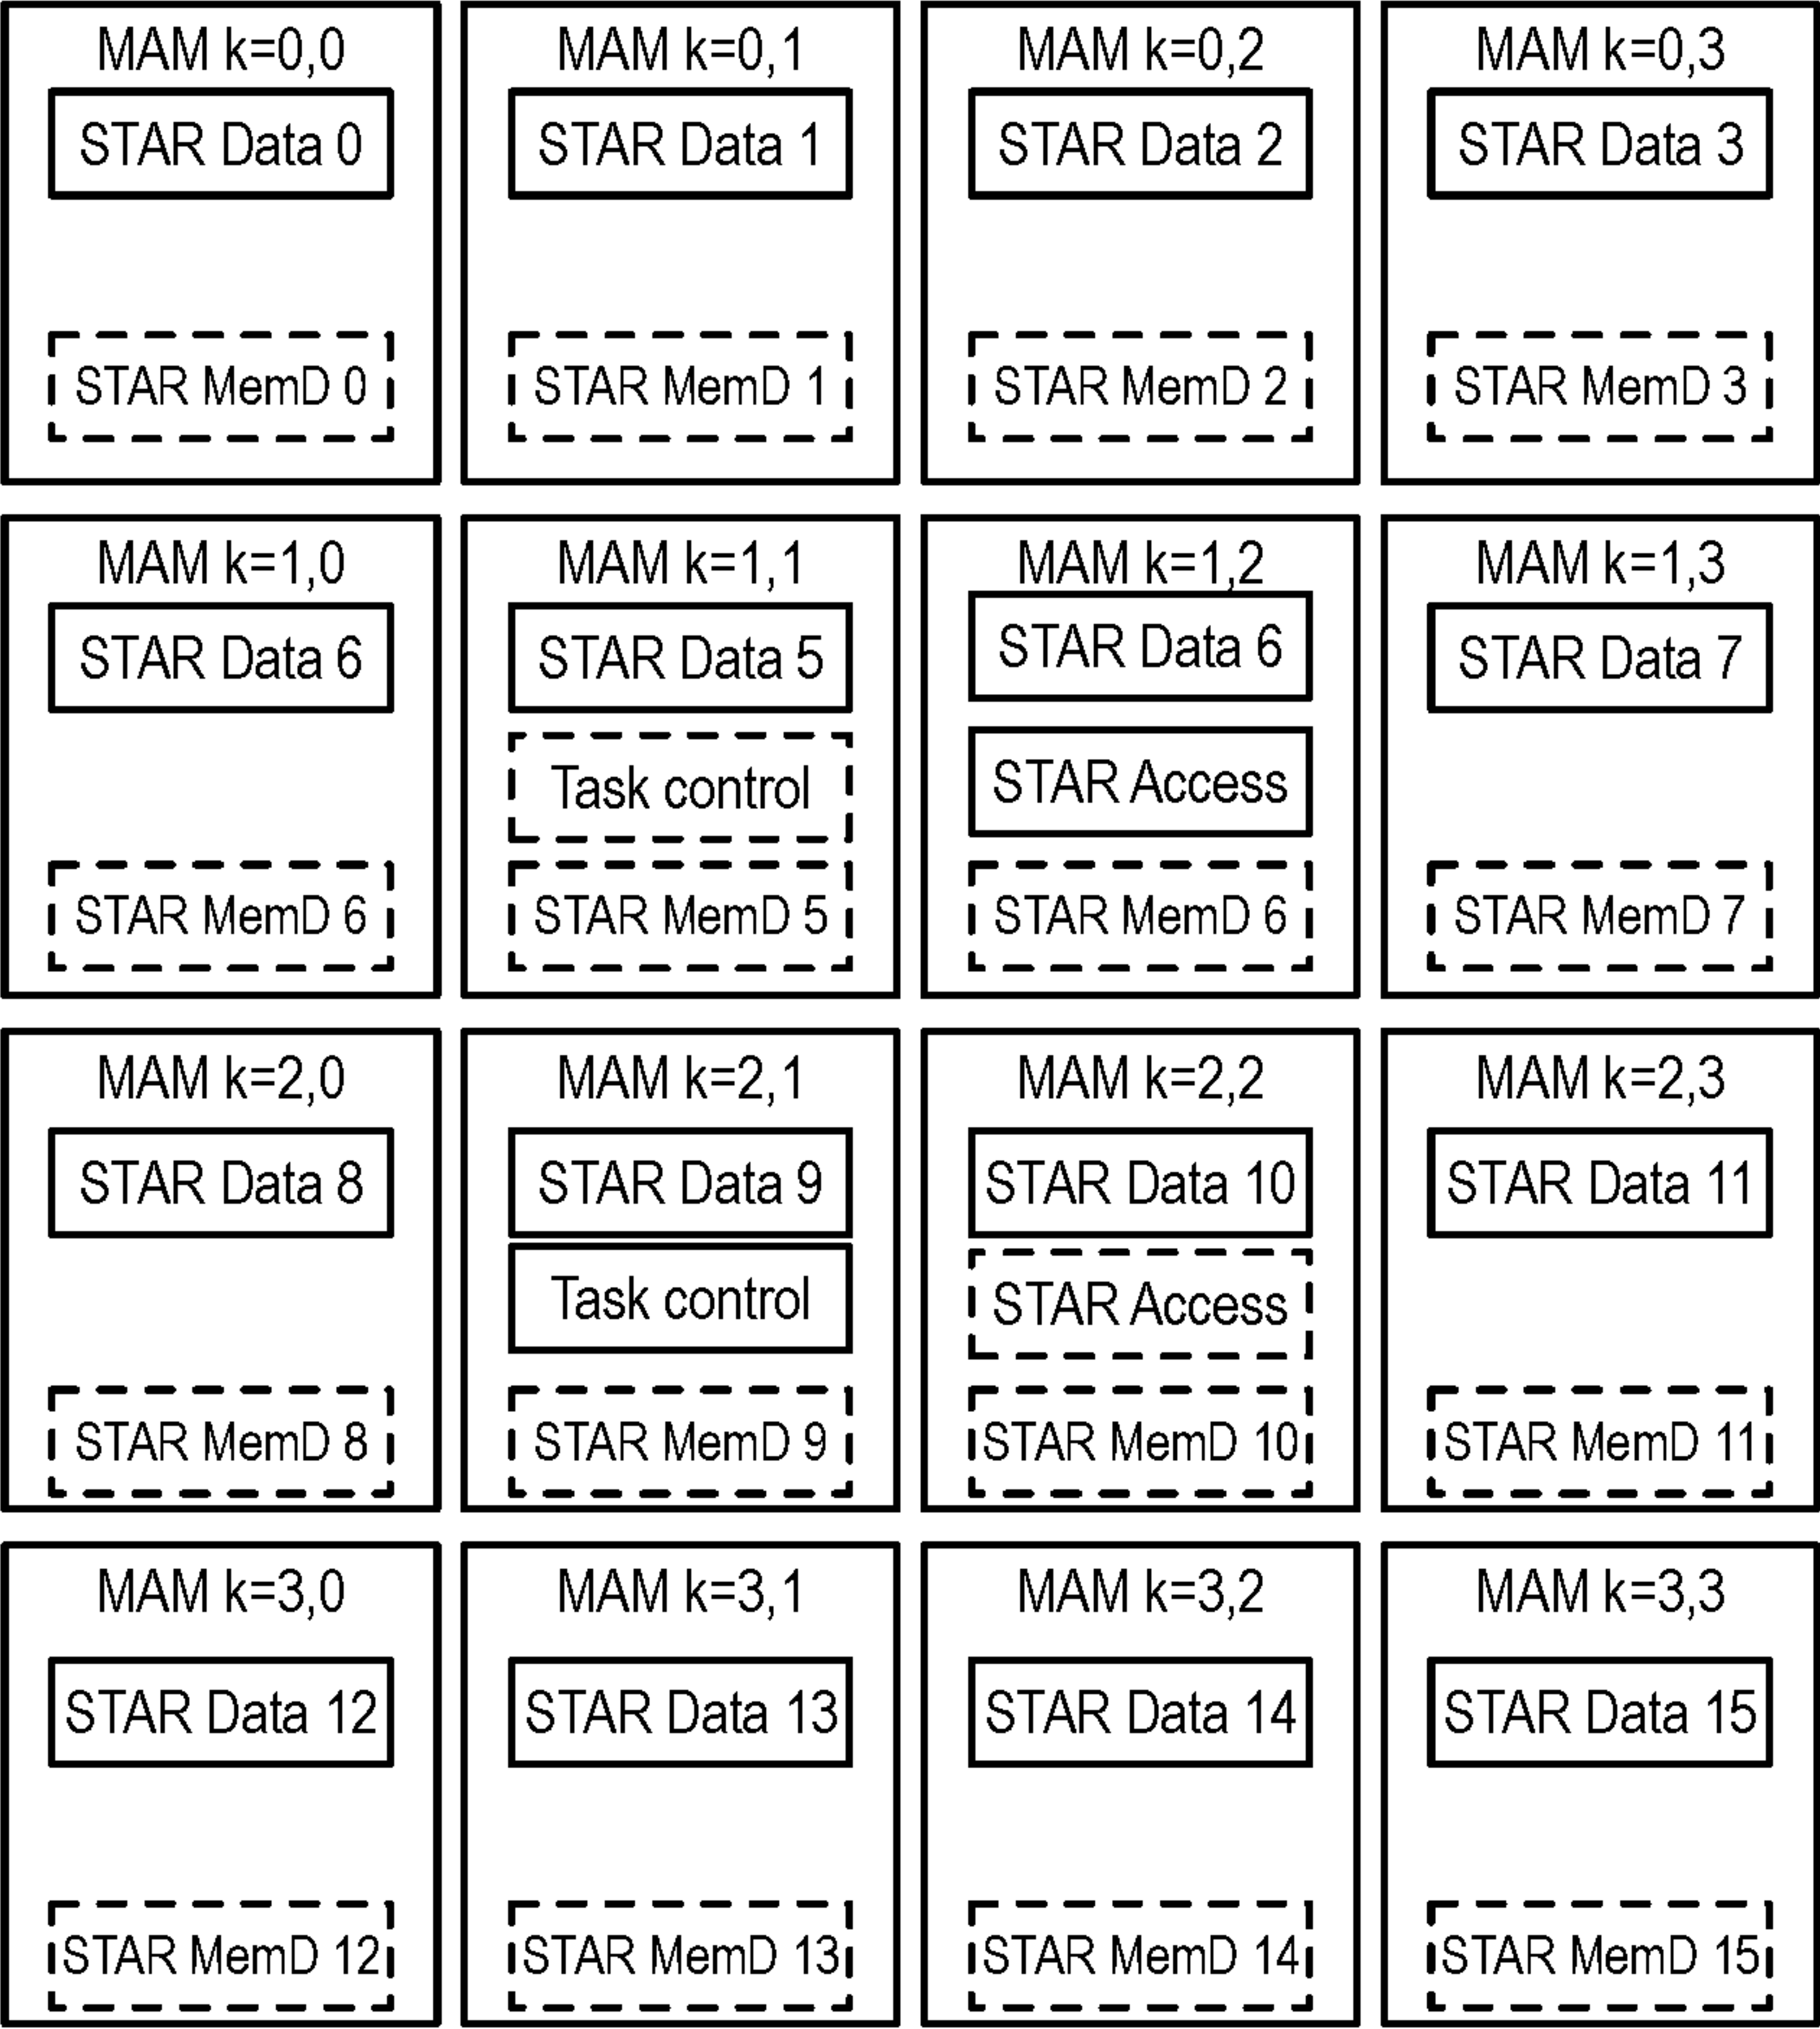 MAM k=0,0
STAR Data 0
STAR MemD 0
MAM k=0,1
STAR Data 1
STAR MemD 1
MAM k=0,2
STAR Data 2
STAR MemD 2
MAM k=0,3
STAR Data 3
STAR MemD 3
MAM k=1,0
STAR Data 6
STAR MemD 6
MAM k=1,1
STAR Data 5
Task control
STAR MemD 5
MAM k=1,2
STAR Data 6
STAR Access
STAR MemD 6
MAM k=1,3
STAR Data 7
STAR MemD 7
MAM k=2,0
STAR Data 8
STAR MemD 8
MAM k=2,1
STAR Data 9
Task control
STAR MemD 9
MAM k=2,2
STAR Data 10
STAR Access
STAR MemD 10
MAM k=2,3
STAR Data 11
STAR MemD 11
MAM k=3,0
STAR Data 12
STAR MemD 12
MAM k=3,1
STAR Data 13
STAR MemD 13
MAM k=3,2
STAR Data 14
STAR MemD 14
MAM k=3,3
STAR Data 15
STAR MemD 15